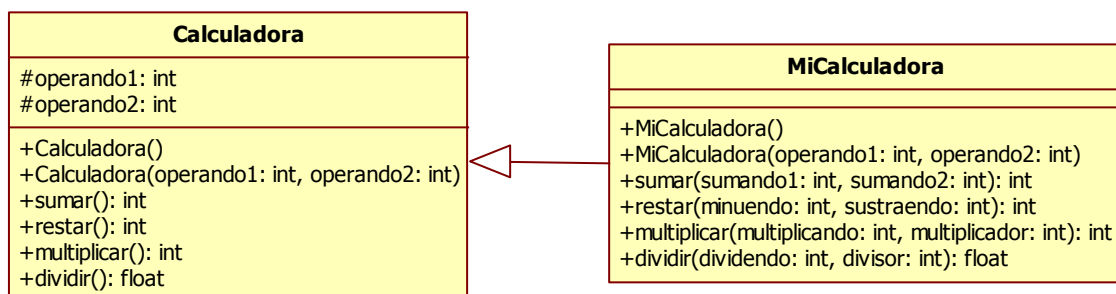 Calculadora
#operando1: int
#operando2: int
+Calculadora()
+Calculadora(operando1: int, operando2: int)
+sumar(): int
+restar(): int
+multiplicar(): int
+dividir(): float
MiCalculadora
+MiCalculadora()
+MiCalculadora(operando1: int, operando2: int)
+sumar(sumando1: int, sumando2: int): int
+restar(minuendo: int, sustraendo: int): int
+multiplicar(multiplicando: int, multiplicador: int): int
+dividir(dividendo: int, divisor: int): float